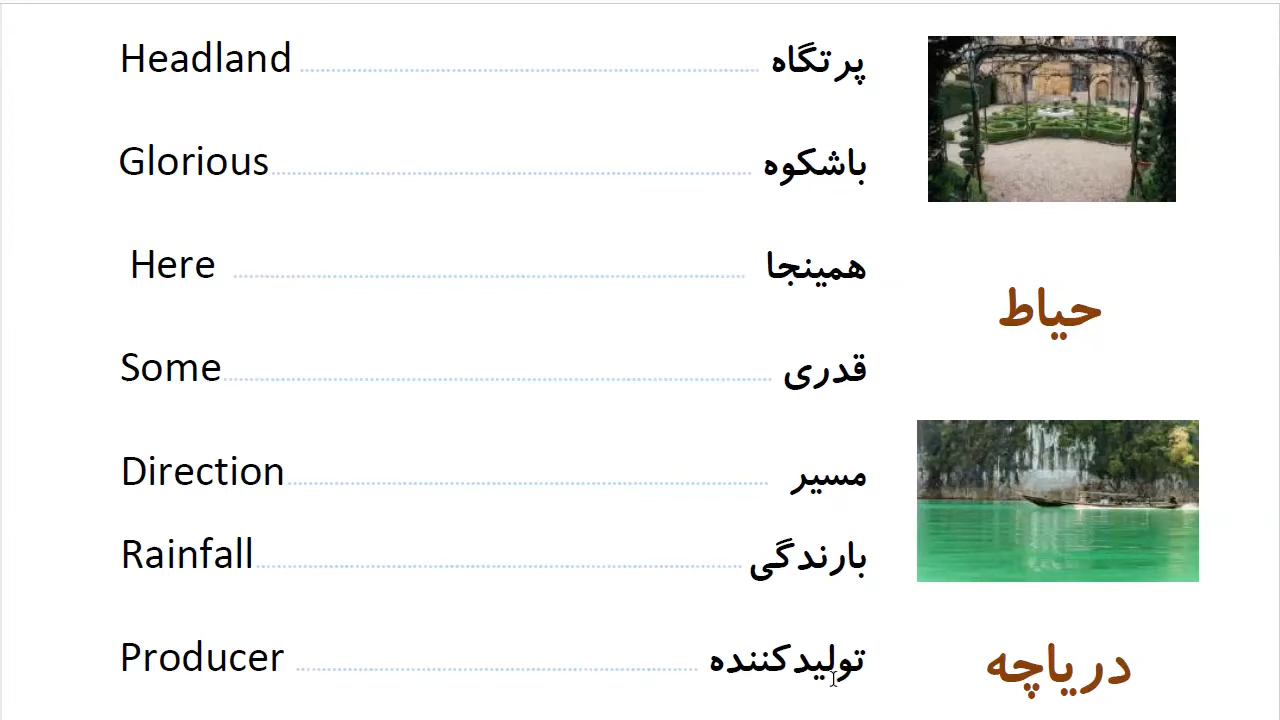 Headland ........ پرتگاه
Glorious ........ باشکوه
Here ........ همینجا
Some ........ قدری
Direction ........ مسیر
Rainfall ........ بارندگی
Producer ........ تولیدکننده
حیاط
دریاچه